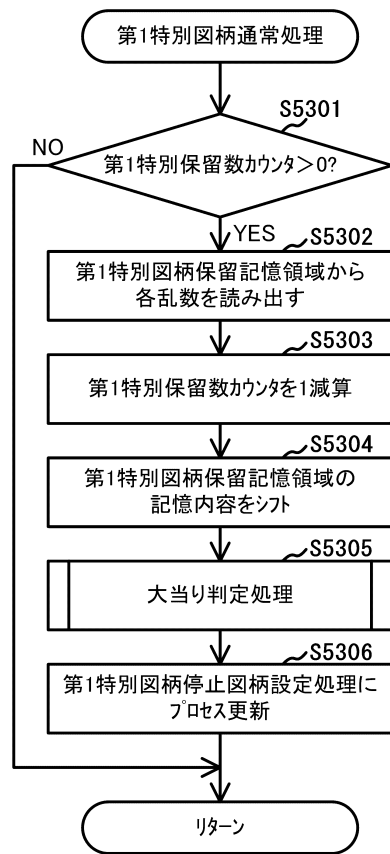 第1特別図柄通常処理
S5301
NO
第1特別保留数カウンタ>0?
YES
S5302
第1特別図柄保留記憶領域から
各乱数を読み出す
S5303
第1特別保留数カウンタを1減算
S5304
第1特別図柄保留記憶領域の
記憶内容をシフト
S5305
大当り判定処理
S5306
第1特別図柄停止図柄設定処理に
プロセス更新
リターン